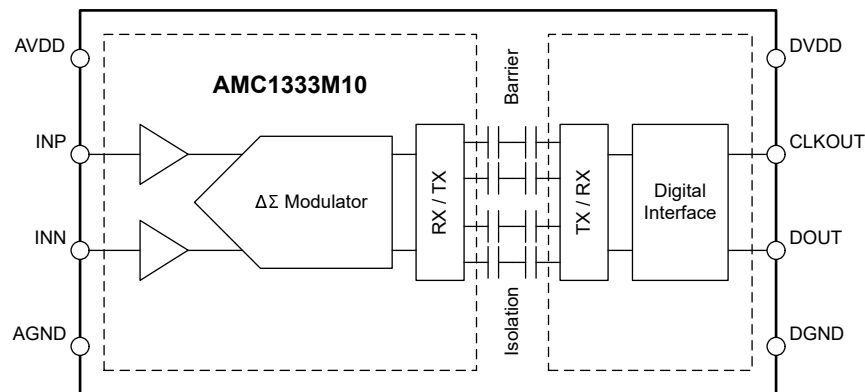 AVDD
DVDD
AMC1333M10
Barrier
INP
CLKOUT
ΔΣ Modulator
RX / TX
TX / RX
Digital
Interface
INN
DOUT
Isolation
AGND
DGND